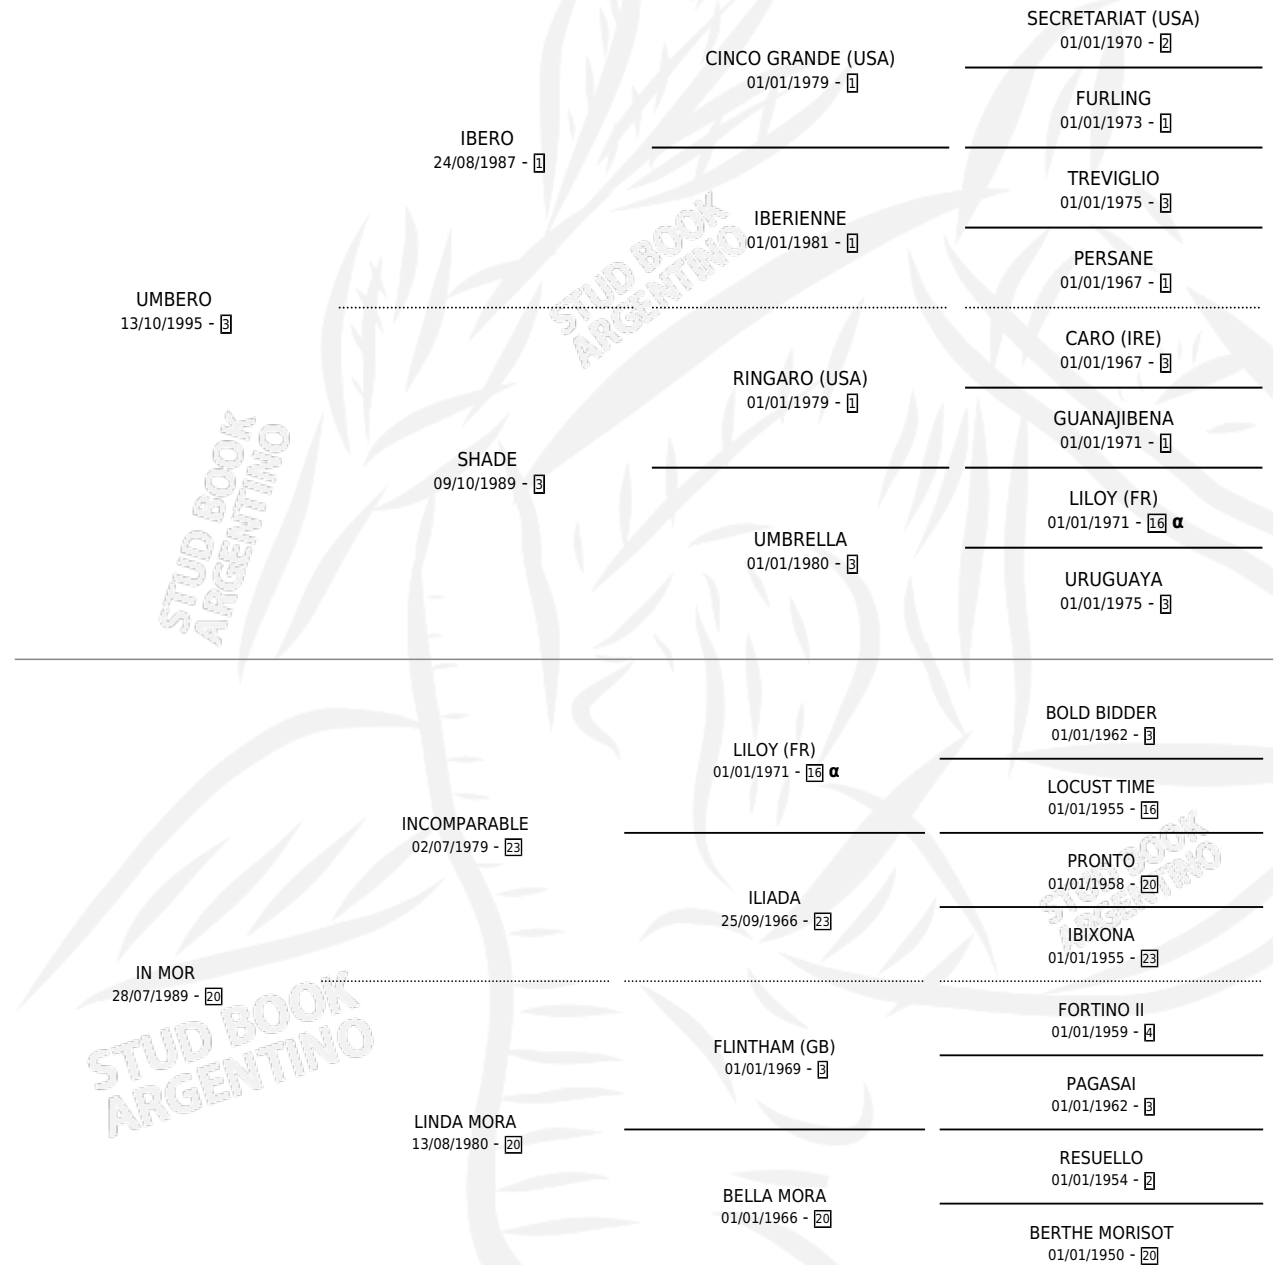 SECRETARIAT (USA)
01/01/1970 - 2
CINCO GRANDE (USA)
01/01/1979 - 1
FURLING
01/01/1973 - 1
IBERO
24/08/1987 - 1
TREVIGLIO
01/01/1975 - 3
IBERIENNE
01/01/1981 - 1
PERSANE
01/01/1967 - 1
UMBERO
13/10/1995 - 3
CARO (IRE)
01/01/1967 - 3
RINGARO (USA)
01/01/1979 - 1
GUANAJIBENA
01/01/1971 - 1
SHADE
09/10/1989 - 3
LILOY (FR)
01/01/1971 - 16 α
UMBRELLA
01/01/1980 - 3
URUGUAYA
01/01/1975 - 3
STUD BOOK
ARGENTINO
STUD BOOK
ARGENTINO
BOLD BIDDER
01/01/1962 - 3
LILOY (FR)
01/01/1971 - 16 α
LOCUST TIME
01/01/1955 - 16
INCOMPARABLE
02/07/1979 - 23
PRONTO
01/01/1958 - 20
ILIADA
25/09/1966 - 23
IBIXONA
01/01/1955 - 23
IN MOR
28/07/1989 - 20
FORTINO II
01/01/1959 - 4
FLINTHAM (GB)
01/01/1969 - 3
PAGASAI
01/01/1962 - 3
LINDA MORA
13/08/1980 - 20
RESUELLO
01/01/1954 - 2
BELLA MORA
01/01/1966 - 20
BERTHE MORISOT
01/01/1950 - 20
STUD BOOK
ARGENTINO
STUD BOOK
ARGENTINO